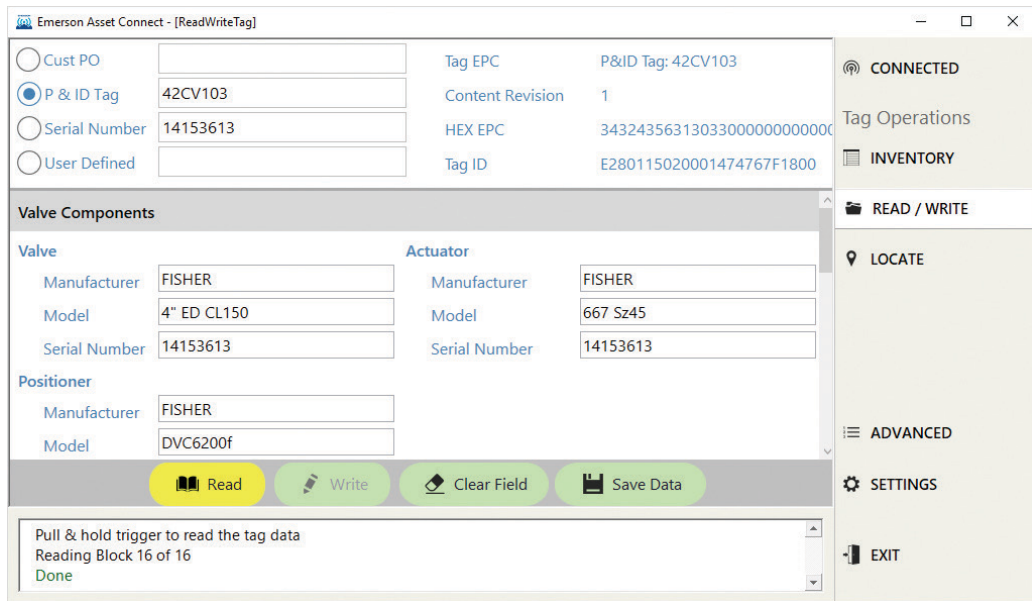 Emerson Asset Connect - [ReadWriteTag]
Cust PO
P & ID Tag 42CV103
Serial Number 14153613
User Defined
Tag EPC P&ID Tag: 42CV103
Content Revision 1
HEX EPC 34324356313033000000000000
Tag ID E280115020001474767F1800
Valve Components
Valve
Manufacturer FISHER
Model 4" ED CL150
Serial Number 14153613
Actuator
Manufacturer FISHER
Model 667 Sz45
Serial Number 14153613
Positioner
Manufacturer FISHER
Model DVC6200f
Read
Write
Clear Field
Save Data
Pull & hold trigger to read the tag data
Reading Block 16 of 16
Done
CONNECTED
Tag Operations
INVENTORY
READ / WRITE
LOCATE
ADVANCED
SETTINGS
EXIT